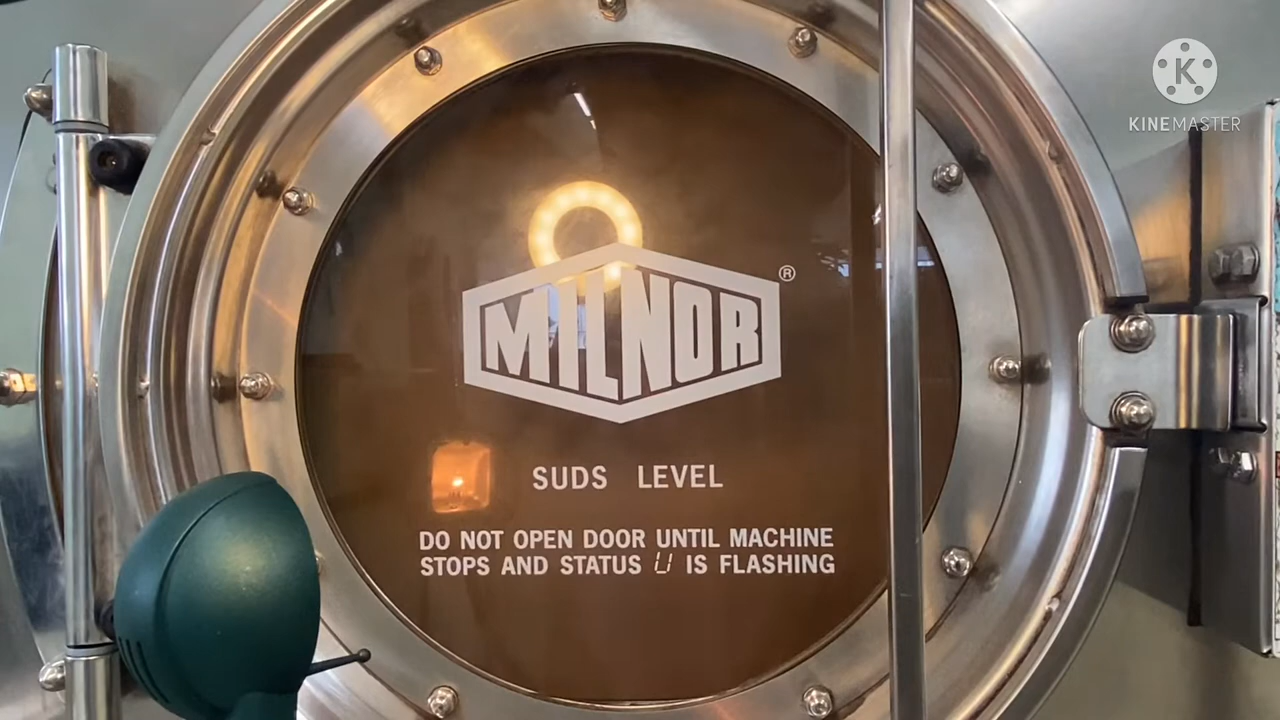 K
KINEMASTER
MILNOR®
SUDS LEVEL
DO NOT OPEN DOOR UNTIL MACHINE
STOPS AND STATUS U IS FLASHING